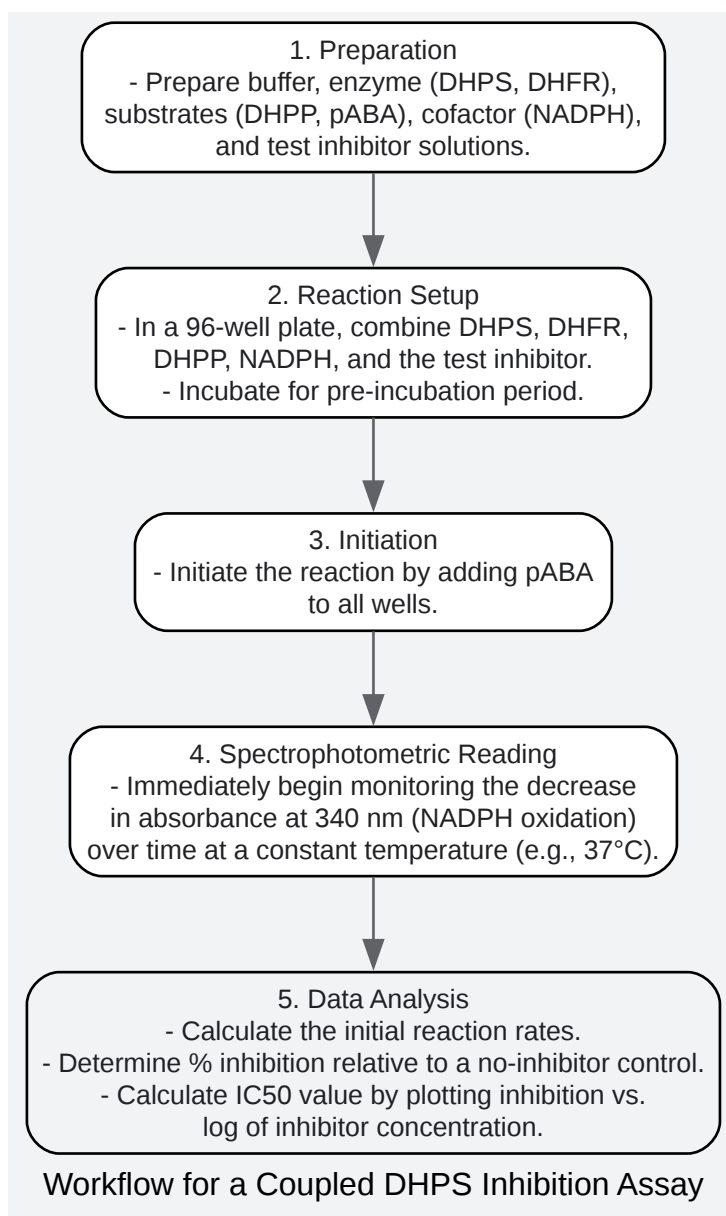 1. Preparation
- Prepare buffer, enzyme (DHPS, DHFR),
substrates (DHPP, pABA), cofactor (NADPH),
and test inhibitor solutions.
2. Reaction Setup
- In a 96-well plate, combine DHPS, DHFR,
DHPP, NADPH, and the test inhibitor.
- Incubate for pre-incubation period.
3. Initiation
- Initiate the reaction by adding pABA
to all wells.
4. Spectrophotometric Reading
- Immediately begin monitoring the decrease
in absorbance at 340 nm (NADPH oxidation)
over time at a constant temperature (e.g., 37°C).
5. Data Analysis
- Calculate the initial reaction rates.
- Determine % inhibition relative to a no-inhibitor control.
- Calculate IC50 value by plotting inhibition vs.
log of inhibitor concentration.
Workflow for a Coupled DHPS Inhibition Assay